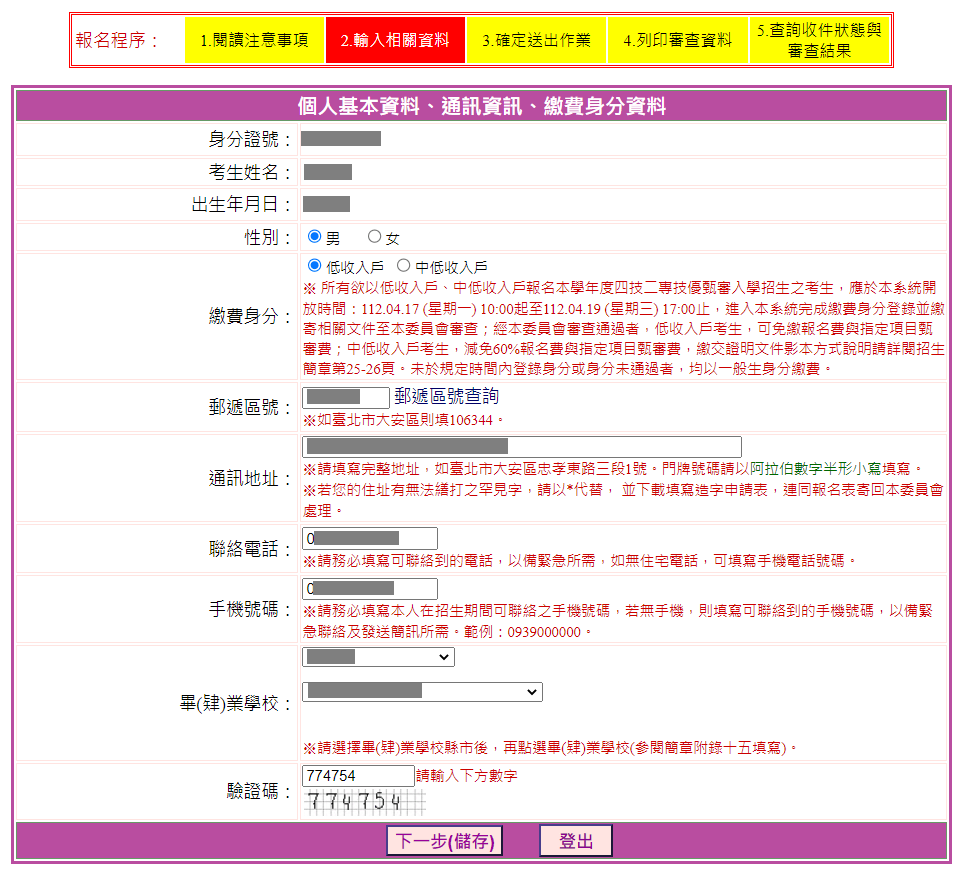 報名程序：
1.閱讀注意事項
2.輸入相關資料
3.確定送出作業
4.列印審查資料
5.查詢收件狀態與
審查結果
個人基本資料、通訊資訊、繳費身分資料
身分證號：
考生姓名：
出生年月日：
性別： 男 女
繳費身分：
低收入戶 中低收入戶
※ 所有欲以低收入戶、中低收入戶報名本學年度四技二專技優甄審入學招生之考生，應於本系統開
放時間：112.04.17 (星期一) 10:00起至112.04.19 (星期三) 17:00止，進入本系統完成繳費身分登錄並繳
寄相關文件至本委員會審查；經本委員會審查通過者，低收入戶考生，可免繳報名費與指定項目甄
審費；中低收入戶考生，減免60%報名費與指定項目甄審費，繳交證明文件影本方式說明請詳閱招生
簡章第25-26頁。未於規定時間內登錄身分或身分未通過者，均以一般生身分繳費。
郵遞區號：
郵遞區號查詢
※如臺北市大安區則填106344。
通訊地址：
※請填寫完整地址，如臺北市大安區忠孝東路三段1號。門牌號碼請以阿拉伯數字半形小寫填寫。
※若您的住址有無法繕打之罕見字，請以*代替， 並下載填寫造字申請表，連同報名表寄回本委員會
處理。
聯絡電話：
0
※請務必填寫可聯絡到的電話，以備緊急所需，如無住宅電話，可填寫手機電話號碼。
手機號碼：
0
※請務必填寫本人在招生期間可聯絡之手機號碼，若無手機，則填寫可聯絡到的手機號碼，以備緊
急聯絡及發送簡訊所需。範例：0939000000。
畢(肄)業學校：
※請選擇畢(肄)業學校縣市後，再點選畢(肄)業學校(參閱簡章附錄十五填寫)。
驗證碼：
774754 請輸入下方數字
774754
下一步(儲存) 登出